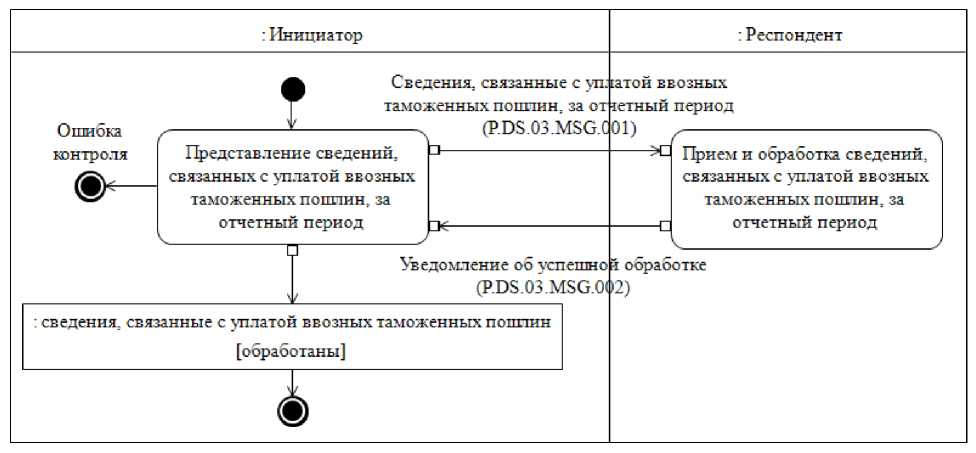 : Инициатор
: Респондент
Сведения, связанные с уплатой ввозных
таможенных пошлин, за отчетный период
(P.DS.03.MSG.001)
Ошибка
контроля
Представление сведений,
связанных с уплатой ввозных
таможенных пошлин, за
отчетный период
Прием и обработка сведений,
связанных с уплатой ввозных
таможенных пошлин, за
отчетный период
Уведомление об успешной обработке
(P.DS.03.MSG.002)
: сведения, связанные с уплатой ввозных таможенных пошлин
[обработаны]